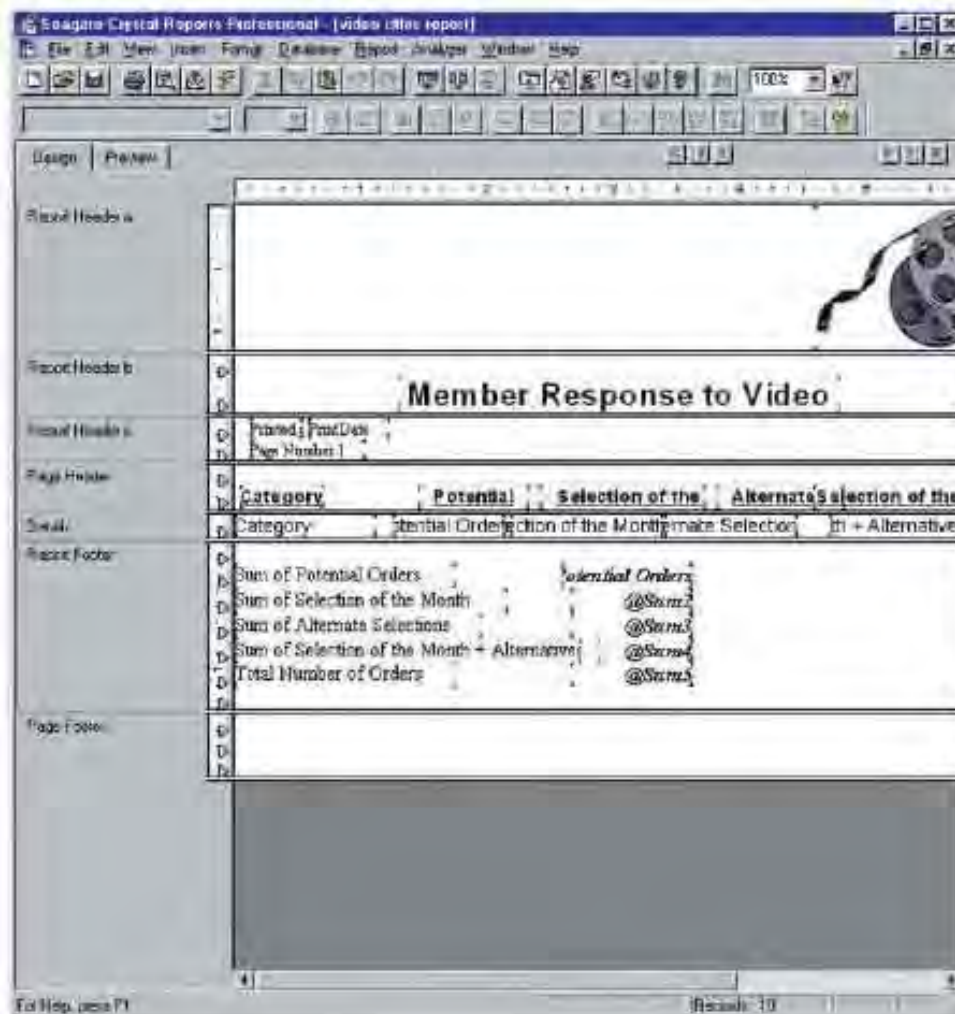 Seagate Crystal Reports Professional - [video titles report]
File Edit View Insert Format Database Report Analyzer Window Help
100%
Design Preview
Report Header a
Report Header b
Member Response to Video
Report Header c
Printed: Print Date
Page Number 1
Page Header
Category Potential Selection of the Alternate Selection of the
Details
Category tential Orders ction of the Month rnate Selection th + Alternative
Report Footer
Sum of Potential Orders otential Orders
Sum of Selection of the Month @Sum2
Sum of Alternate Selections @Sum3
Sum of Selection of the Month + Alternative @Sum4
Total Number of Orders @Sum5
Page Footer
For Help, press F1
Records: 10